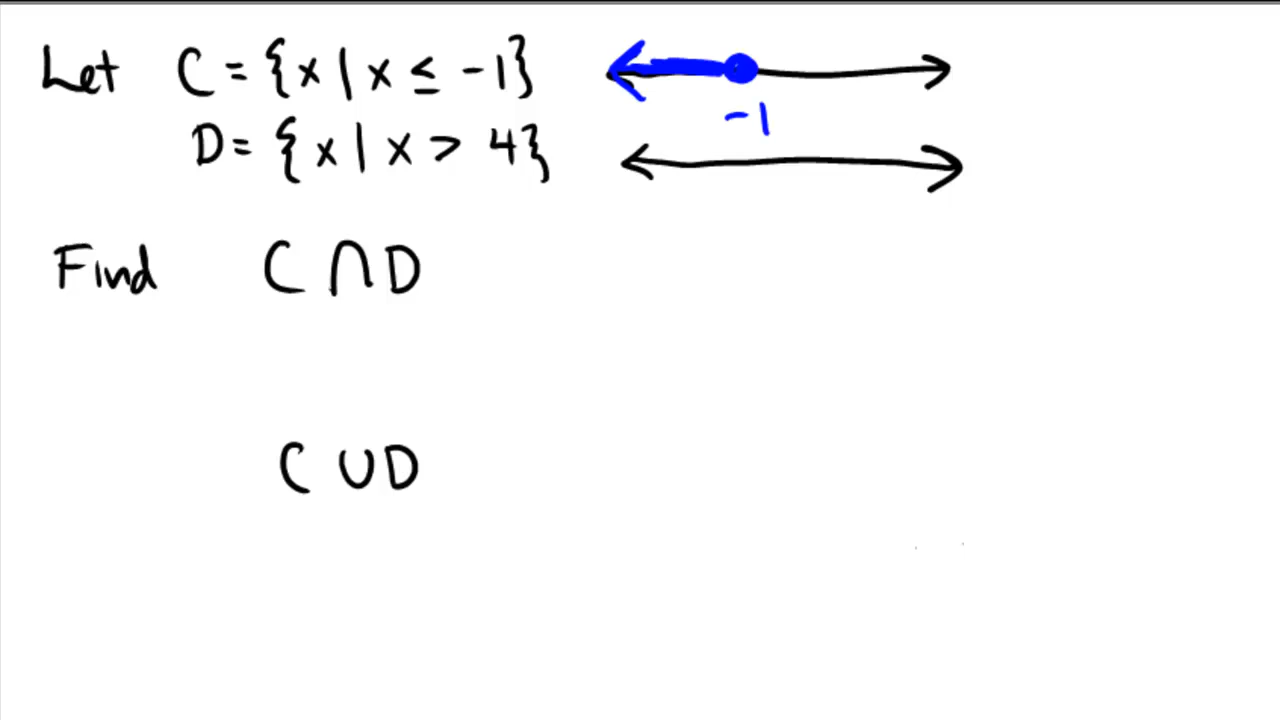 Let C = {x | x ≤ -1}
-1
D = {x | x > 4}
Find C ∩ D
C ∪ D